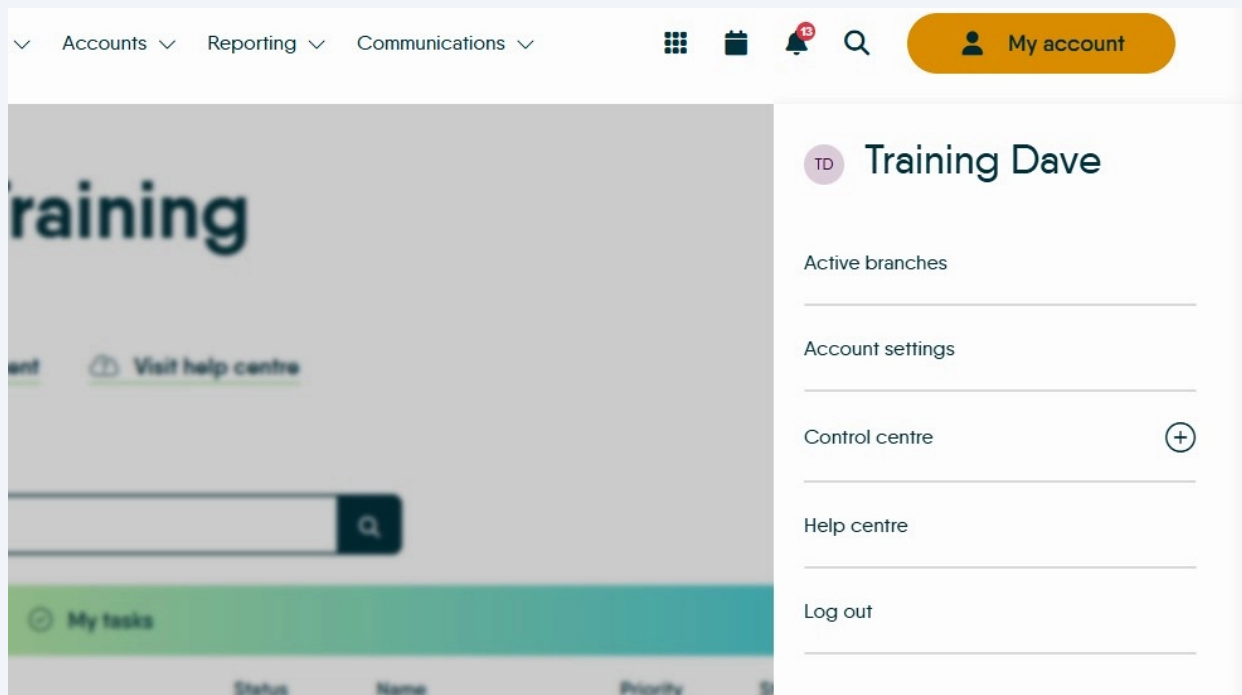 Accounts
Reporting
Communications
13
My account
TD
Training Dave
raining
Active branches
Account settings
ent
Visit help centre
Control centre
Help centre
My tasks
Log out
Status
Name
Priority